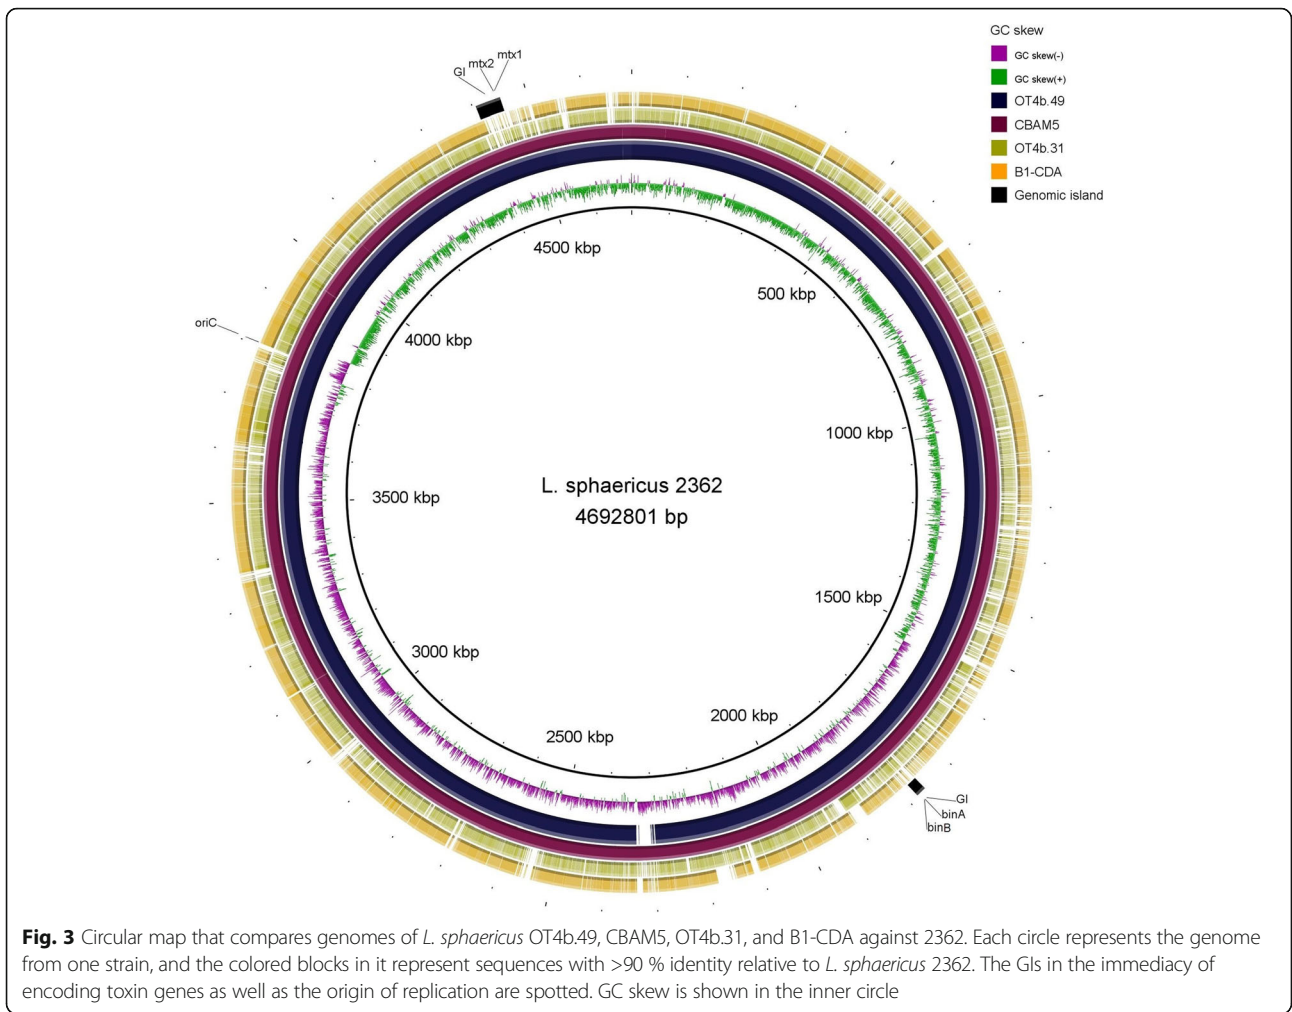 GC skew
GC skew(-)
GC skew(+)
OT4b.49
CBAM5
OT4b.31
B1-CDA
Genomic island
mtx1
mtx2
GI
oriC
4500 kbp
500 kbp
4000 kbp
1000 kbp
L. sphaericus 2362
4692801 bp
3500 kbp
1500 kbp
3000 kbp
2000 kbp
2500 kbp
GI
binA
binB
Fig. 3 Circular map that compares genomes of L. sphaericus OT4b.49, CBAM5, OT4b.31, and B1-CDA against 2362. Each circle represents the genome
from one strain, and the colored blocks in it represent sequences with >90 % identity relative to L. sphaericus 2362. The GIs in the immediacy of
encoding toxin genes as well as the origin of replication are spotted. GC skew is shown in the inner circle